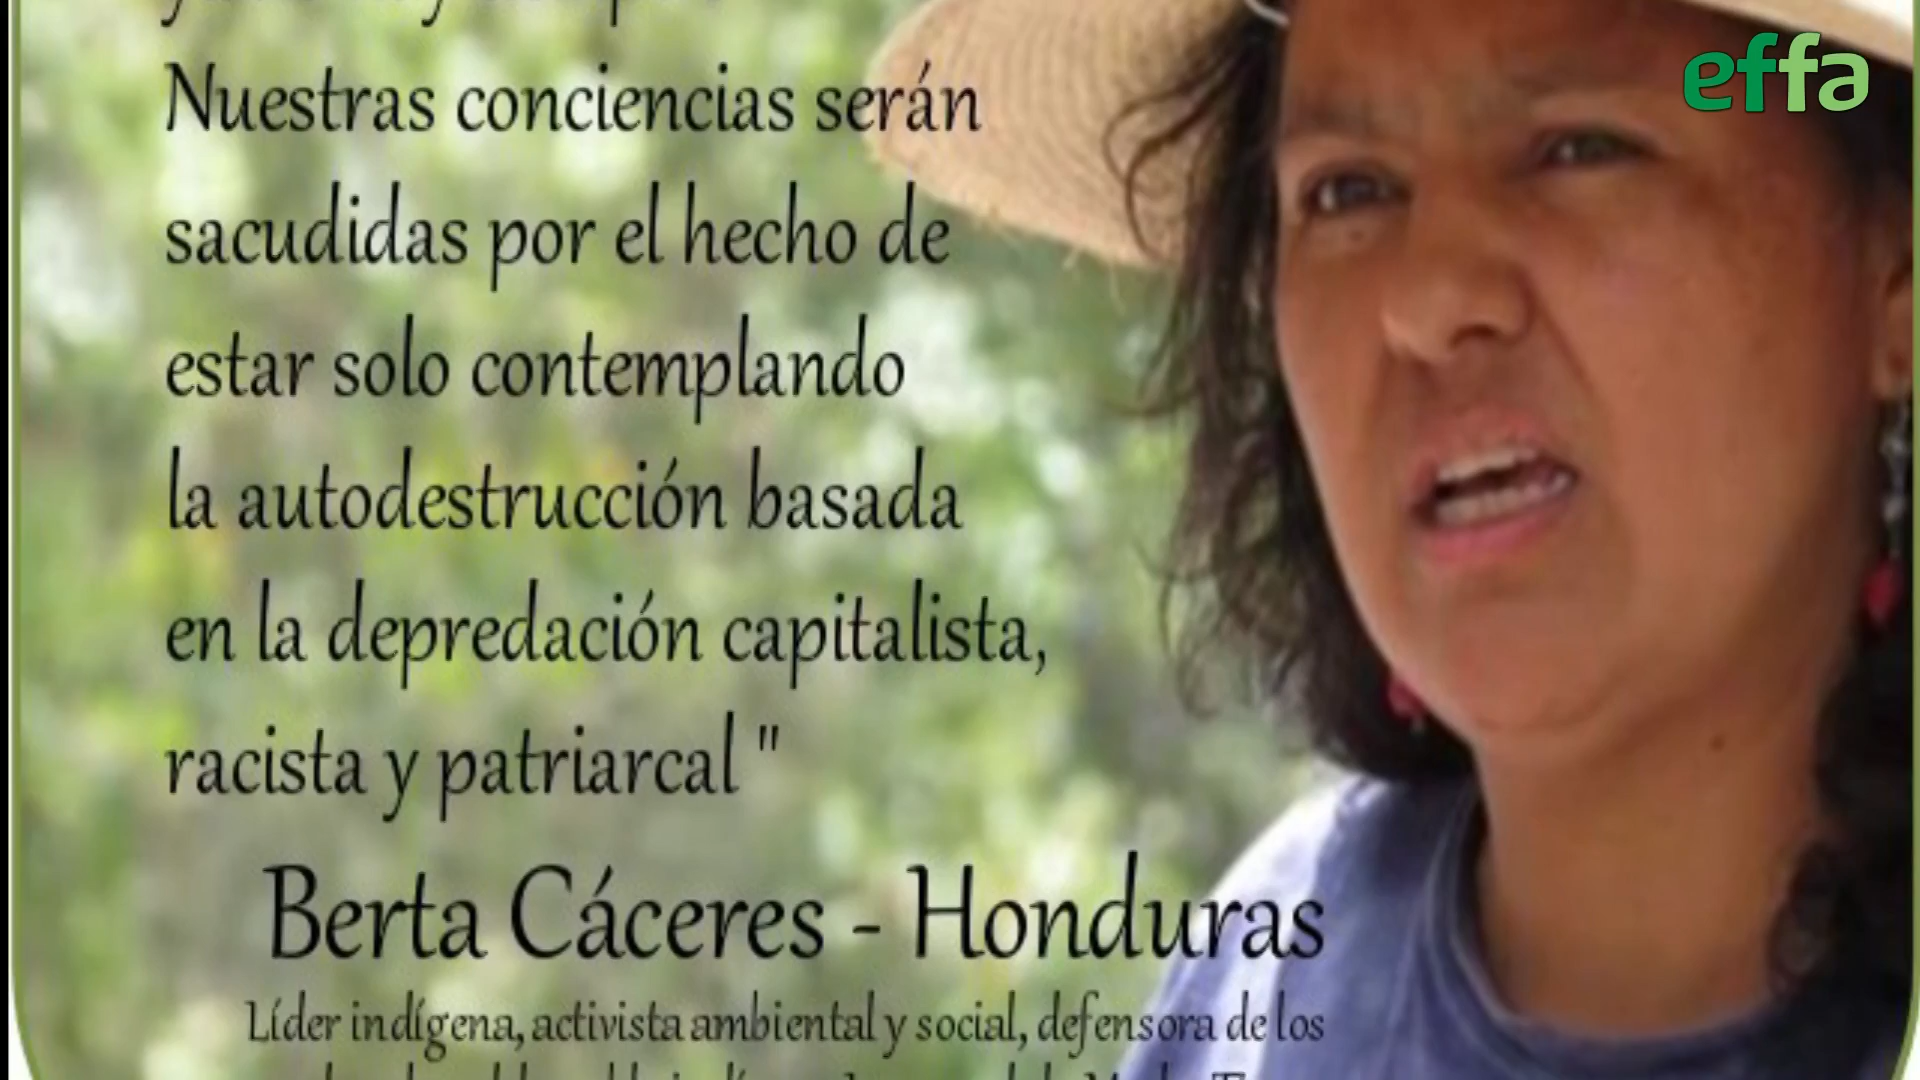 effa
Nuestras conciencias serán
sacudidas por el hecho de
estar solo contemplando
la autodestrucción basada
en la depredación capitalista,
racista y patriarcal "
Berta Cáceres - Honduras
Líder indígena, activista ambiental y social, defensora de los